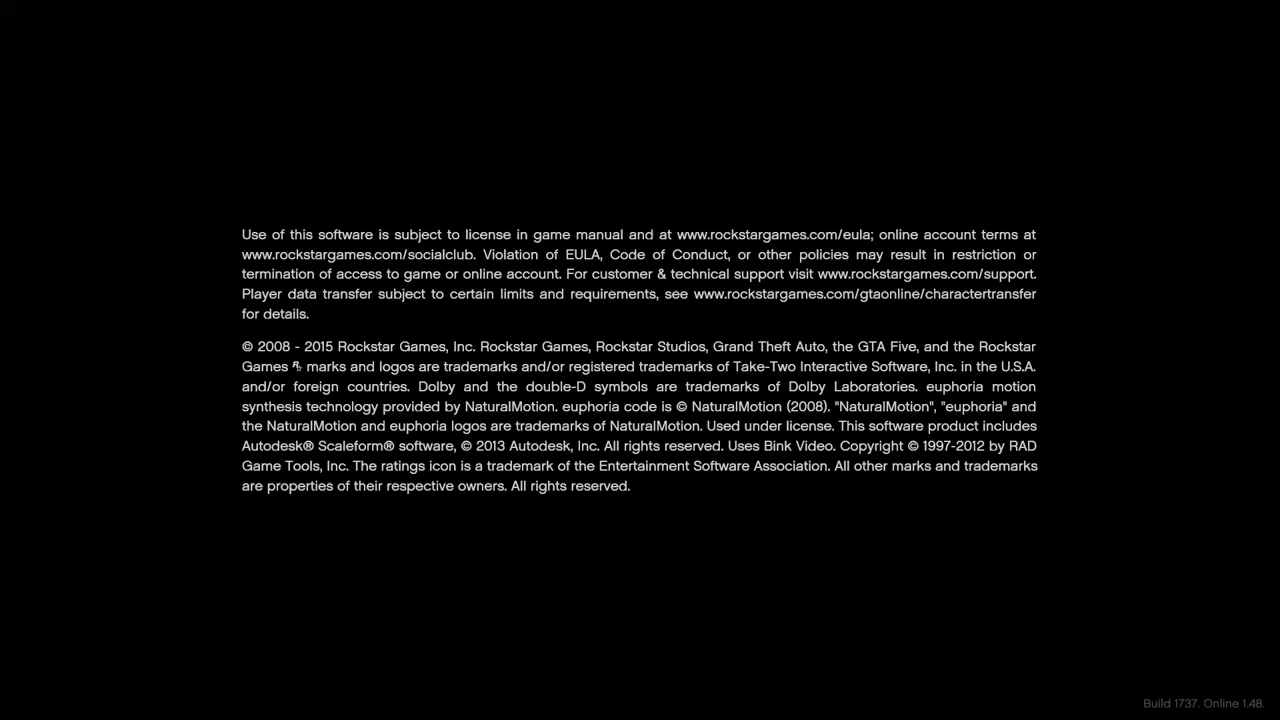 Use of this software is subject to license in game manual and at www.rockstargames.com/eula; online account terms at
www.rockstargames.com/socialclub. Violation of EULA, Code of Conduct, or other policies may result in restriction or
termination of access to game or online account. For customer & technical support visit www.rockstargames.com/support.
Player data transfer subject to certain limits and requirements, see www.rockstargames.com/gtaonline/charactertransfer
for details.
© 2008 - 2015 Rockstar Games, Inc. Rockstar Games, Rockstar Studios, Grand Theft Auto, the GTA Five, and the Rockstar
Games R* marks and logos are trademarks and/or registered trademarks of Take-Two Interactive Software, Inc. in the U.S.A.
and/or foreign countries. Dolby and the double-D symbols are trademarks of Dolby Laboratories. euphoria motion
synthesis technology provided by NaturalMotion. euphoria code is © NaturalMotion (2008). "NaturalMotion", "euphoria" and
the NaturalMotion and euphoria logos are trademarks of NaturalMotion. Used under license. This software product includes
Autodesk® Scaleform® software, © 2013 Autodesk, Inc. All rights reserved. Uses Bink Video. Copyright © 1997-2012 by RAD
Game Tools, Inc. The ratings icon is a trademark of the Entertainment Software Association. All other marks and trademarks
are properties of their respective owners. All rights reserved.
Build 1737. Online 1.48.